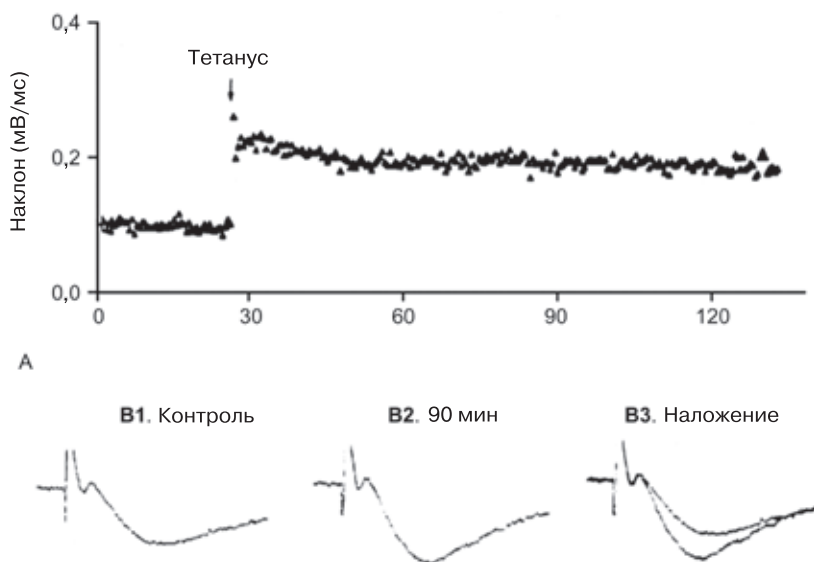 0,4
Тетанус
Наклон (мВ/мс)
0,2
0,0
0 30 60 90 120
A
B1. Контроль B2. 90 мин B3. Наложение